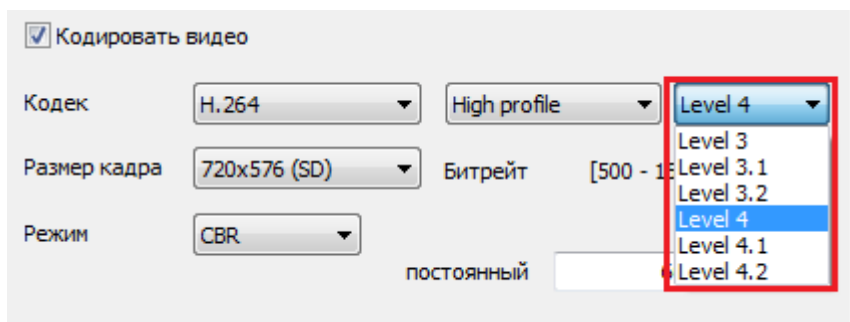 Кодировать видео
Кодек H.264 High profile Level 4
Level 3
Level 3.1
Размер кадра 720x576 (SD) Битрейт [500 - 1
Level 3.2
Level 4
Режим CBR
Level 4.1
постоянный
Level 4.2